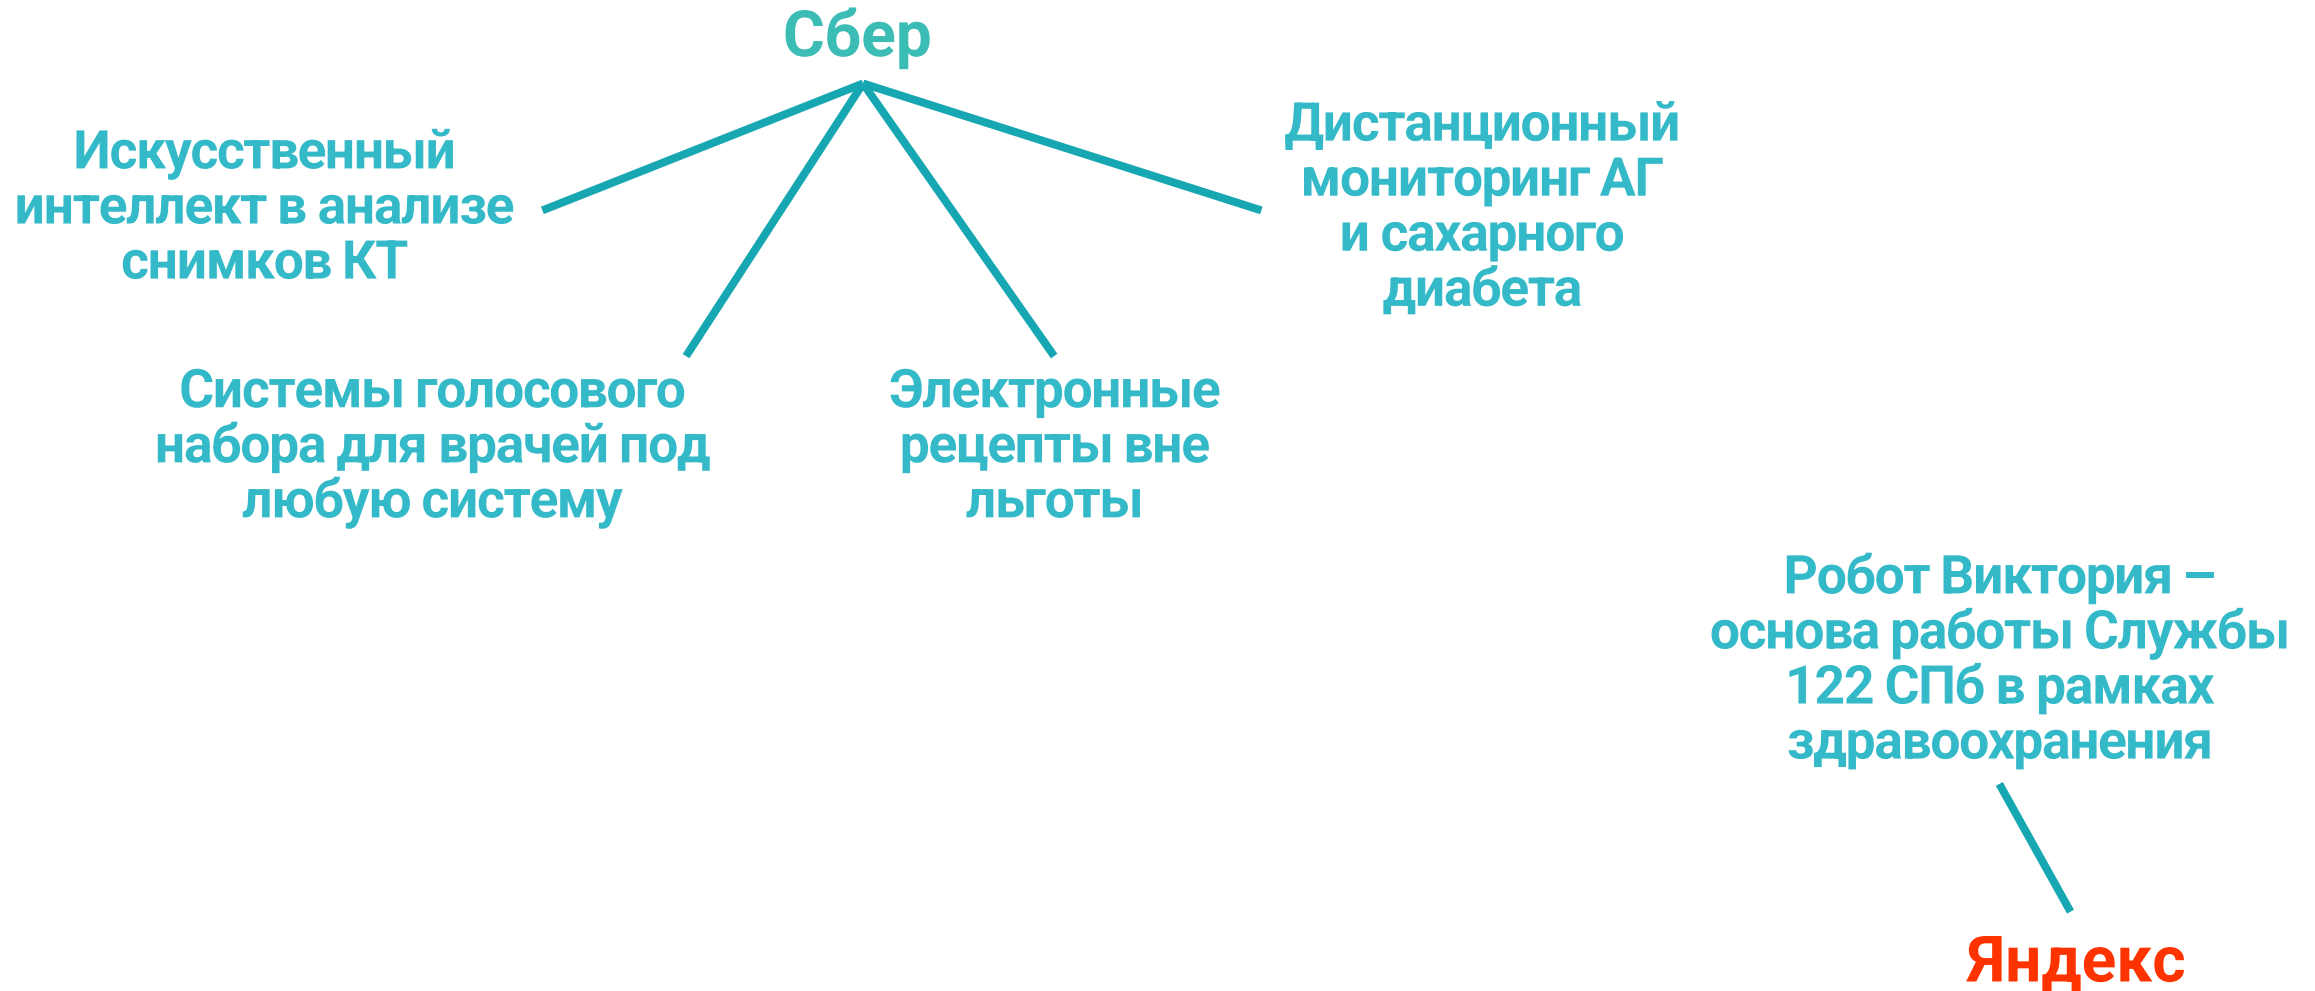 Сбер
Искусственный
интеллект в анализе
снимков КТ
Дистанционный
мониторинг АГ
и сахарного
диабета
Системы голосового
набора для врачей под
любую систему
Электронные
рецепты вне
льготы
Робот Виктория –
основа работы Службы
122 СПб в рамках
здравоохранения
Яндекс